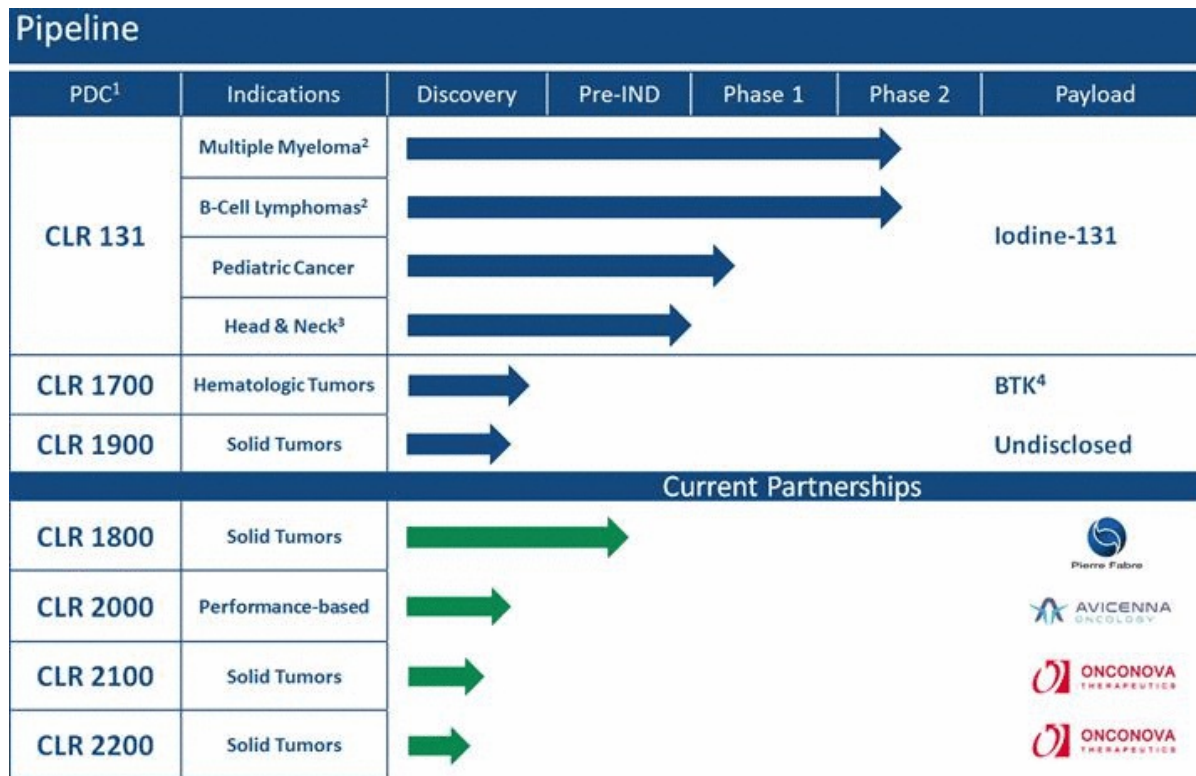 Pipeline
PDC¹ Indications Discovery Pre-IND Phase 1 Phase 2 Payload
Multiple Myeloma²
B-Cell Lymphomas²
CLR 131 Iodine-131
Pediatric Cancer
Head & Neck³
CLR 1700 Hematologic Tumors BTK⁴
CLR 1900 Solid Tumors Undisclosed
Current Partnerships
CLR 1800 Solid Tumors
Pierre Fabre
CLR 2000 Performance-based AVICENNA
ONCOLOGY
CLR 2100 Solid Tumors ONCONOVA
THERAPEUTICS
CLR 2200 Solid Tumors ONCONOVA
THERAPEUTICS